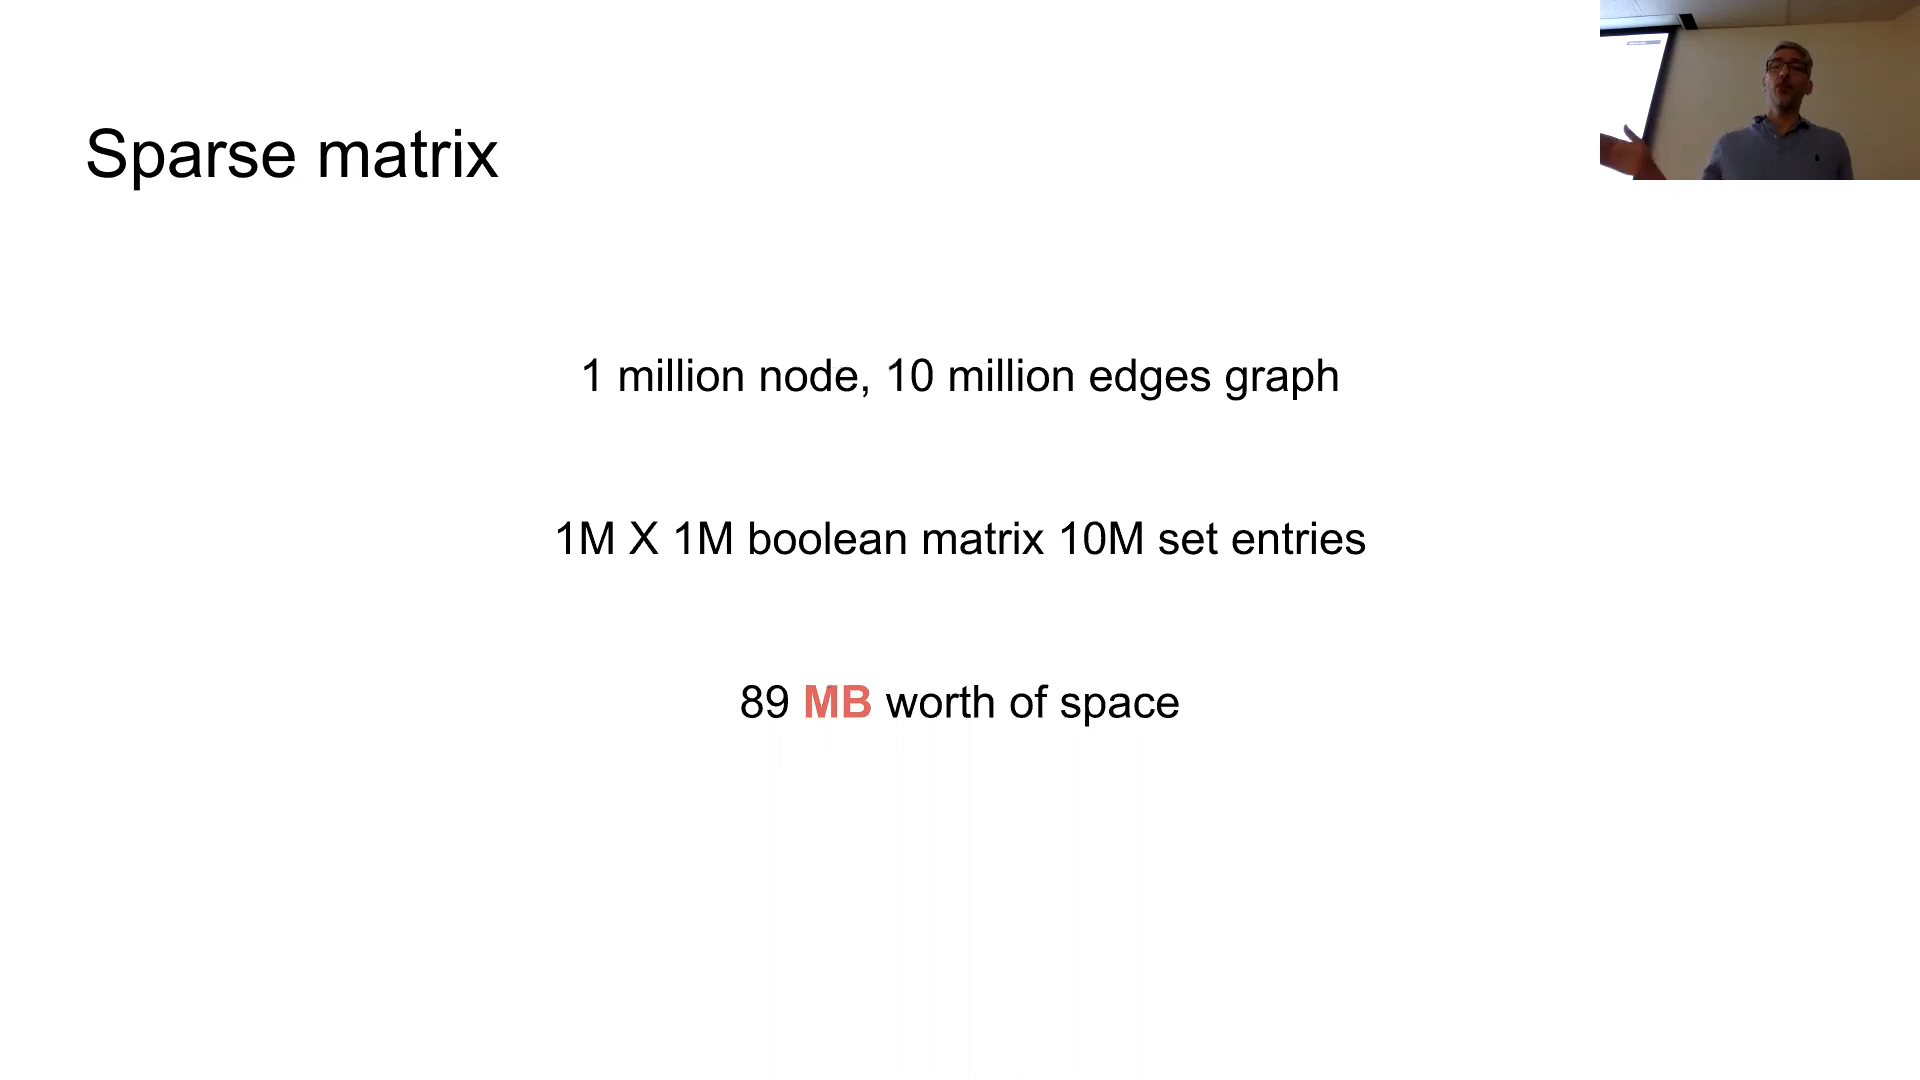 Sparse matrix
1 million node, 10 million edges graph
1M X 1M boolean matrix 10M set entries
89 MB worth of space